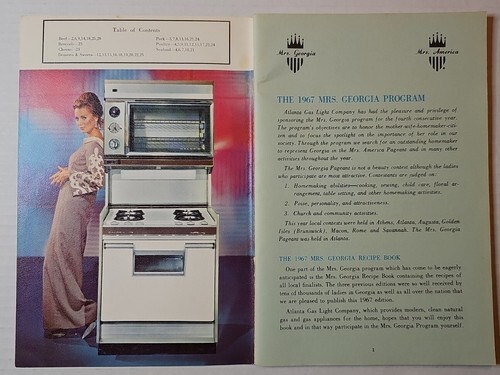 Table of Contents
Mrs. Georgia
Mrs. America
THE 1967 MRS. GEORGIA PROGRAM
Atlanta Gas Light Company has had the pleasure and privilege of
sponsoring the Mrs. Georgia program for the fourth consecutive year.
The program's objectives are to honor the mother-wife-homemaker-citi-
zen and to focus the spotlight on the importance of her role in our
society. Through the program we search for an outstanding homemaker
to represent Georgia in the Mrs. America Pageant and in many other
activities throughout the year.
The Mrs. Georgia Pageant is not a beauty contest although the ladies
who participate are most attractive. Contestants are judged on:
1. Homemaking abilities—cooking, sewing, child care, floral ar-
rangement, table setting, and other homemaking activities.
2. Poise, personality, and attractiveness.
3. Church and community activities.
This year local contests were held in Athens, Atlanta, Augusta, Golden
Isles (Brunswick), Macon, Rome and Savannah. The Mrs. Georgia
Pageant was held in Atlanta.
THE 1967 MRS. GEORGIA RECIPE BOOK
One part of the Mrs. Georgia program which has come to be eagerly
anticipated is the Mrs. Georgia Recipe Book containing the recipes
of all local finalists. The three previous editions were so well received
by tens of thousands of ladies in Georgia as well as all over the nation that
we are pleased to publish this 1967 edition.
Atlanta Gas Light Company, which provides modern, clean natural
gas and gas appliances for the home, hopes that you will enjoy this
book and in that way participate in the Mrs. Georgia Program yourself.
1